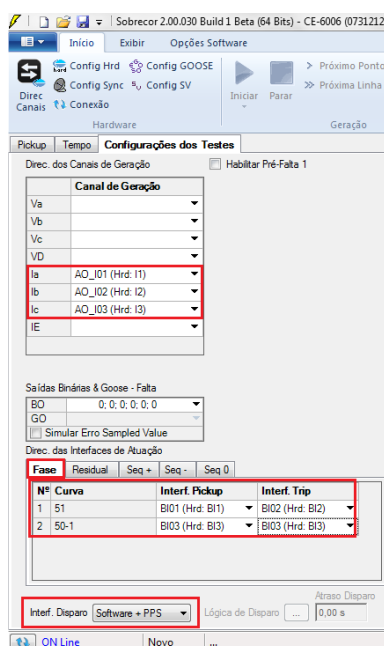 Sobrecor 2.00.030 Build 1 Beta (64 Bits) - CE-6006 (0731212
Início Exibir Opções Software
Direc Canais
Config Hrd Config GOOSE
Config Sync Config SV
Conexão
Hardware
Iniciar Parar
Próximo Ponto
Próxima Linha
Geração
Pickup Tempo Configurações dos Testes
Direc. dos Canais de Geração Habilitar Pré-Falta 1
Canal de Geração
Va
Vb
Vc
VD
Ia AO_I01 (Hrd: I1)
Ib AO_I02 (Hrd: I2)
Ic AO_I03 (Hrd: I3)
IE
Saídas Binárias & Goose - Falta
BO 0; 0; 0; 0; 0; 0
GO
Simular Erro Sampled Value
Direc. das Interfaces de Atuação
Fase Residual Seq + Seq - Seq 0
Nº Curva Interf. Pickup Interf. Trip
1 51 BI01 (Hrd: BI1) BI02 (Hrd: BI2)
2 50-1 BI03 (Hrd: BI3) BI03 (Hrd: BI3)
Atraso Disparo
Interf. Disparo Software + PPS Lógica de Disparo ... 0,00 s
ON Line Novo ...